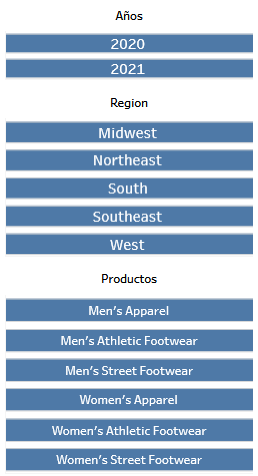 Años
2020
2021
Region
Midwest
Northeast
South
Southeast
West
Productos
Men's Apparel
Men's Athletic Footwear
Men's Street Footwear
Women's Apparel
Women's Athletic Footwear
Women's Street Footwear